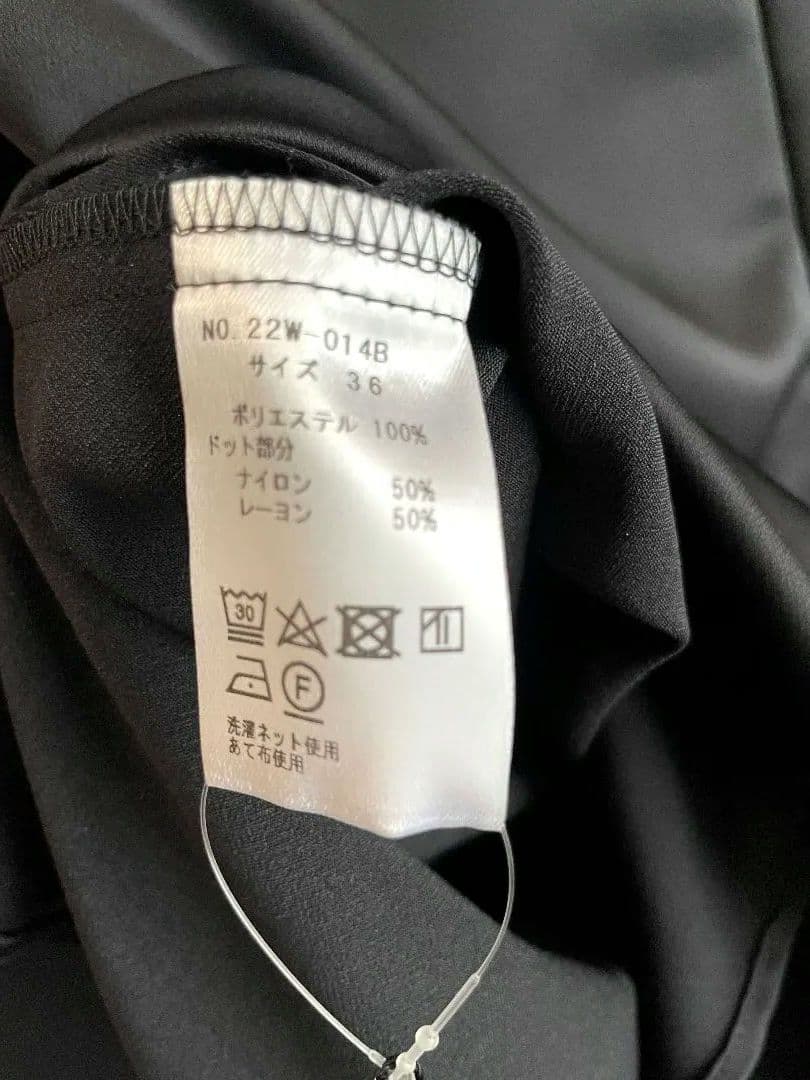 NO.22W-014B
サイズ 36
ポリエステル 100%
ドット部分
ナイロン 50%
レーヨン 50%
30
F
洗濯ネット使用
あて布使用